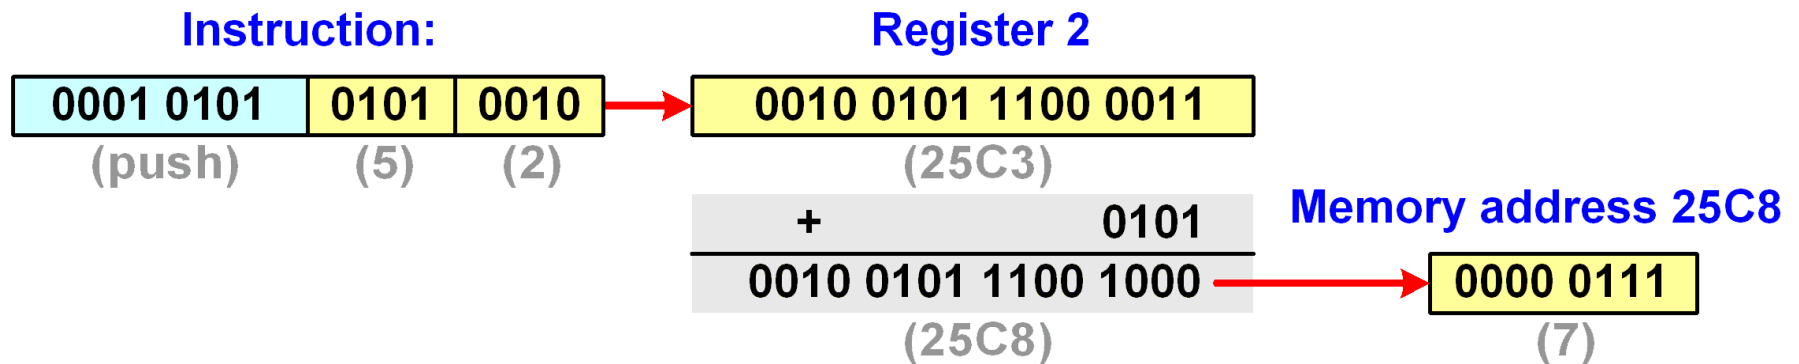 Instruction:
Register 2
0001 0101 0101 0010
0010 0101 1100 0011
(push) (5) (2)
(25C3)
+ 0101
Memory address 25C8
0010 0101 1100 1000
0000 0111
(25C8)
(7)